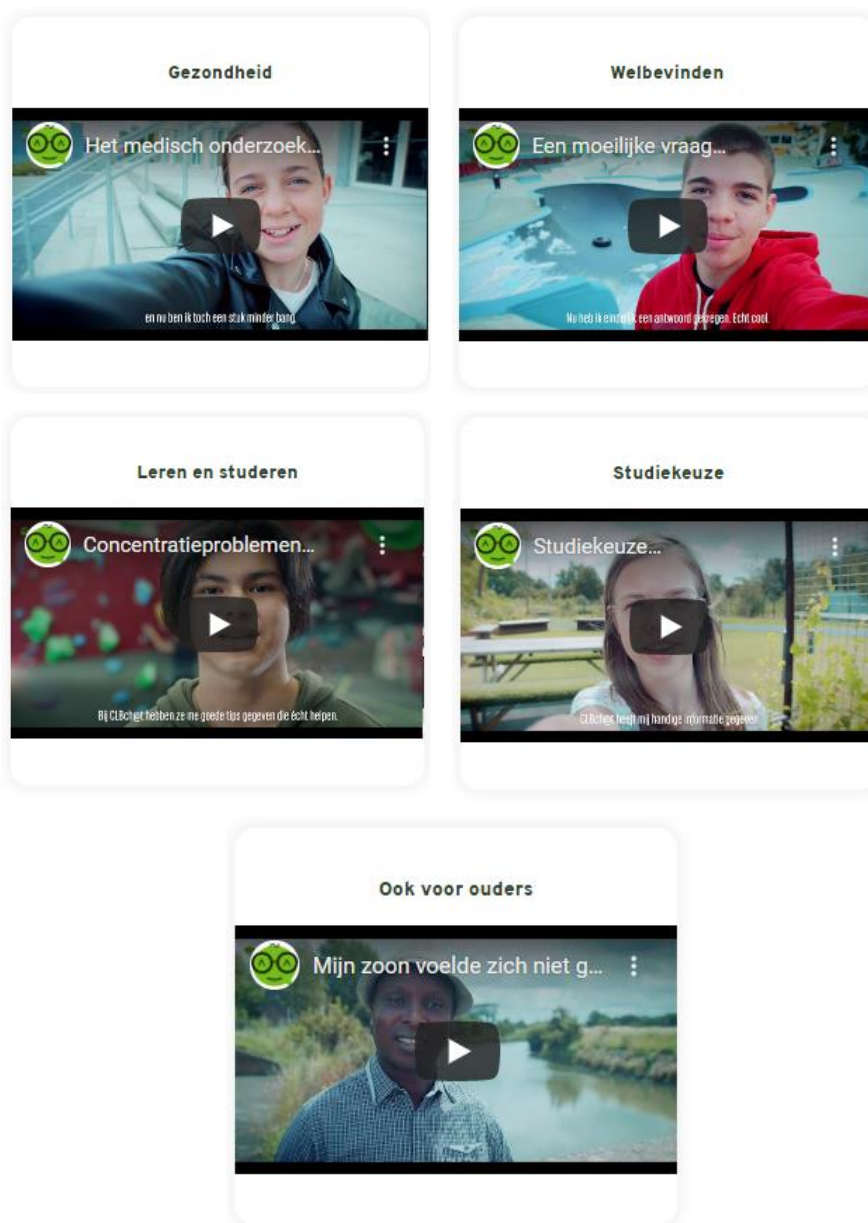 Gezondheid
Het medisch onderzoek...
en nu ben ik toch een stuk minder bang.
Welbevinden
Een moeilijke vraag...
Nu heb ik eindelijk een antwoord gekregen. Echt cool.
Leren en studeren
Concentratieproblemen...
Bij CLBch@t hebben ze me goede tips gegeven die écht helpen.
Studiekeuze
Studiekeuze...
CLBch@t heeft mij handige informatie gegeven
Ook voor ouders
Mijn zoon voelde zich niet g...